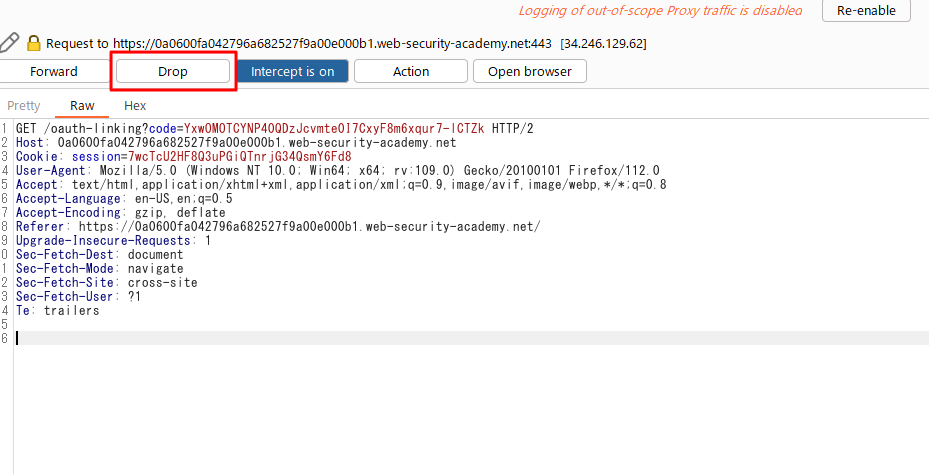 Logging of out-of-scope Proxy traffic is disabled
Re-enable
Request to https://0a0600fa042796a682527f9a00e000b1.web-security-academy.net:443 [34.246.129.62]
Forward
Drop
Intercept is on
Action
Open browser
Pretty
Raw
Hex
1 GET /oauth-linking?code=YxwOMOTCYNP4OQDzJcvmteOI7CxyF8m6xqur7-lCTZk HTTP/2
2 Host: 0a0600fa042796a682527f9a00e000b1.web-security-academy.net
3 Cookie: session=7wcTcU2HF8Q3uPGiQTnrjG34QsmY6Fd8
4 User-Agent: Mozilla/5.0 (Windows NT 10.0; Win64; x64; rv:109.0) Gecko/20100101 Firefox/112.0
5 Accept: text/html,application/xhtml+xml,application/xml;q=0.9,image/avif,image/webp,*/*;q=0.8
6 Accept-Language: en-US,en;q=0.5
7 Accept-Encoding: gzip, deflate
8 Referer: https://0a0600fa042796a682527f9a00e000b1.web-security-academy.net/
9 Upgrade-Insecure-Requests: 1
0 Sec-Fetch-Dest: document
1 Sec-Fetch-Mode: navigate
2 Sec-Fetch-Site: cross-site
3 Sec-Fetch-User: ?1
4 Te: trailers
5
6